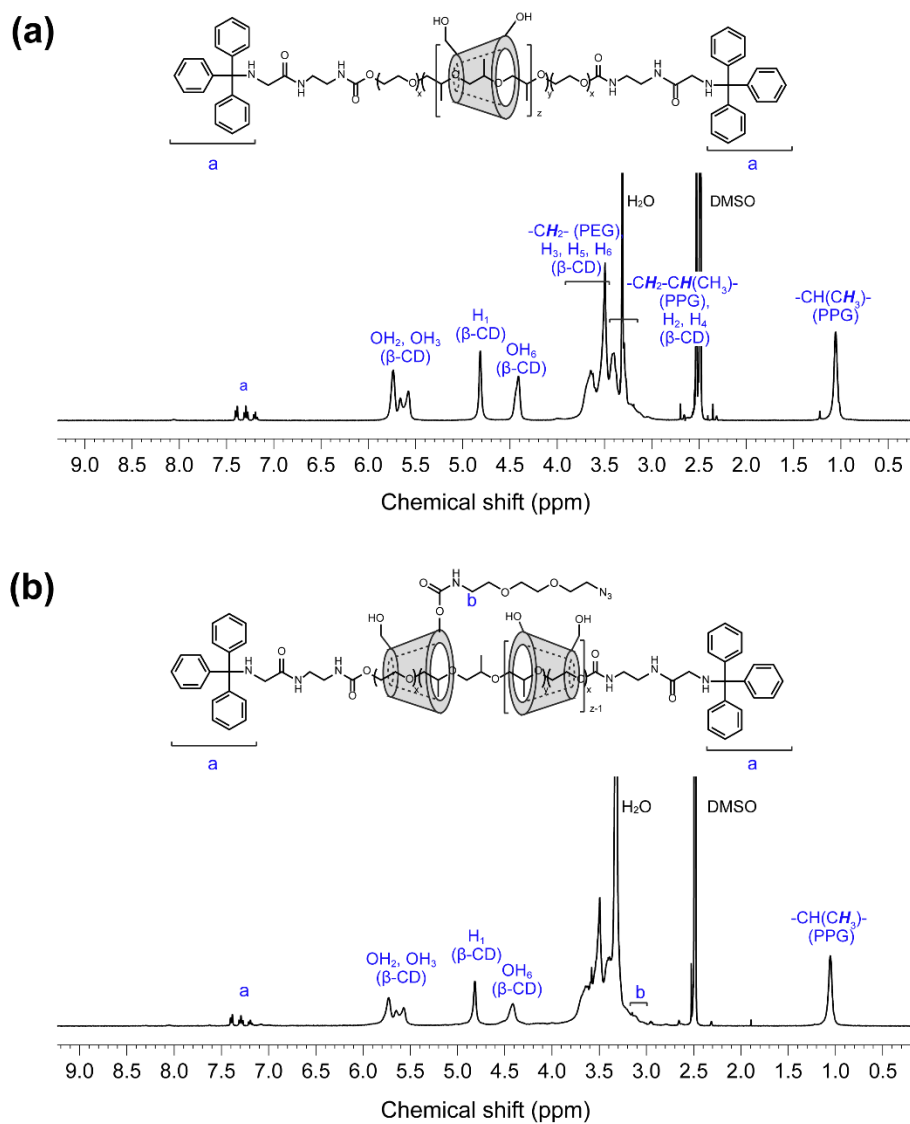 (a)
HO
OH
H N O N H H N O O x O O y O x O N H H N O H N
z
a
a
H₂O
DMSO
-CH₂- (PEG),
H₃, H₅, H₆
(β-CD)
-CH₂-CH(CH₃)-
(PPG),
H₂, H₄
(β-CD)
-CH(CH₃)-
(PPG)
OH₂, OH₃
(β-CD)
H₁
(β-CD)
OH₆
(β-CD)
a
9.0 8.5 8.0 7.5 7.0 6.5 6.0 5.5 5.0 4.5 4.0 3.5 3.0 2.5 2.0 1.5 1.0 0.5
Chemical shift (ppm)
(b)
O H N O O N₃
b
O
HO
HO
OH
z-1
a
a
H₂O
DMSO
-CH(CH₃)-
(PPG)
OH₂, OH₃
(β-CD)
H₁
(β-CD)
OH₆
(β-CD)
b
a
9.0 8.5 8.0 7.5 7.0 6.5 6.0 5.5 5.0 4.5 4.0 3.5 3.0 2.5 2.0 1.5 1.0 0.5
Chemical shift (ppm)